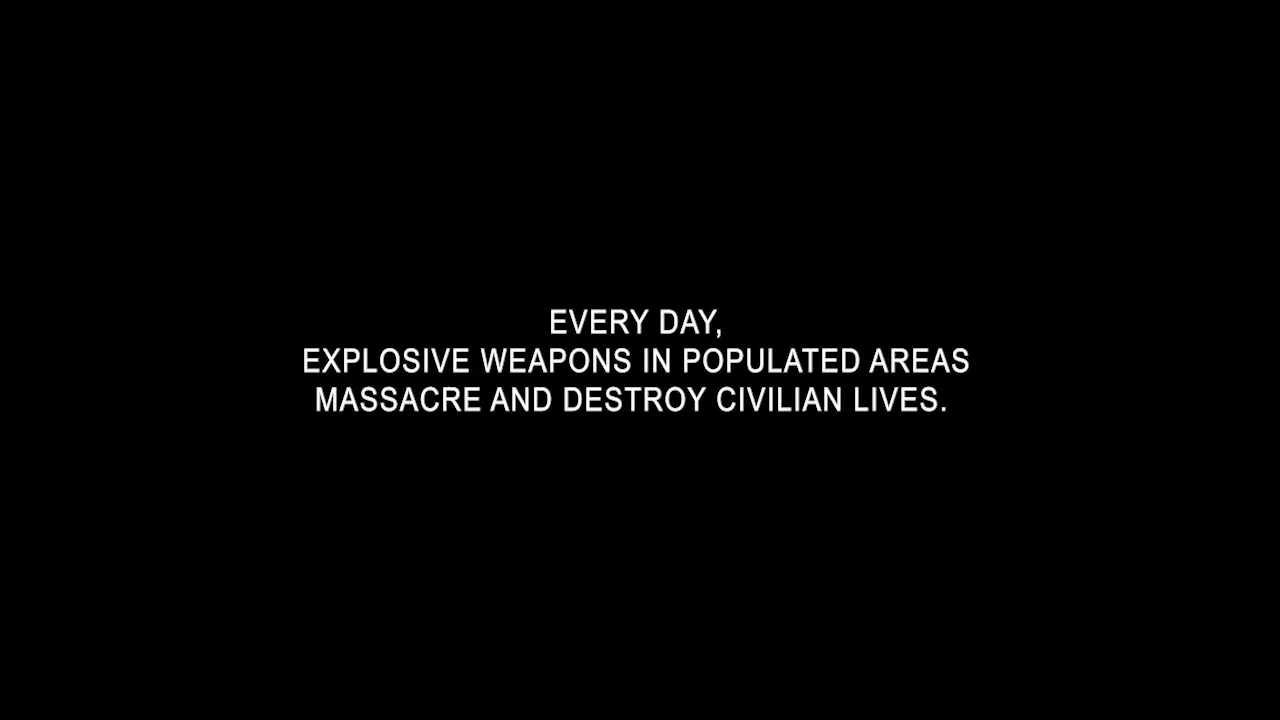 EVERY DAY,
EXPLOSIVE WEAPONS IN POPULATED AREAS
MASSACRE AND DESTROY CIVILIAN LIVES.